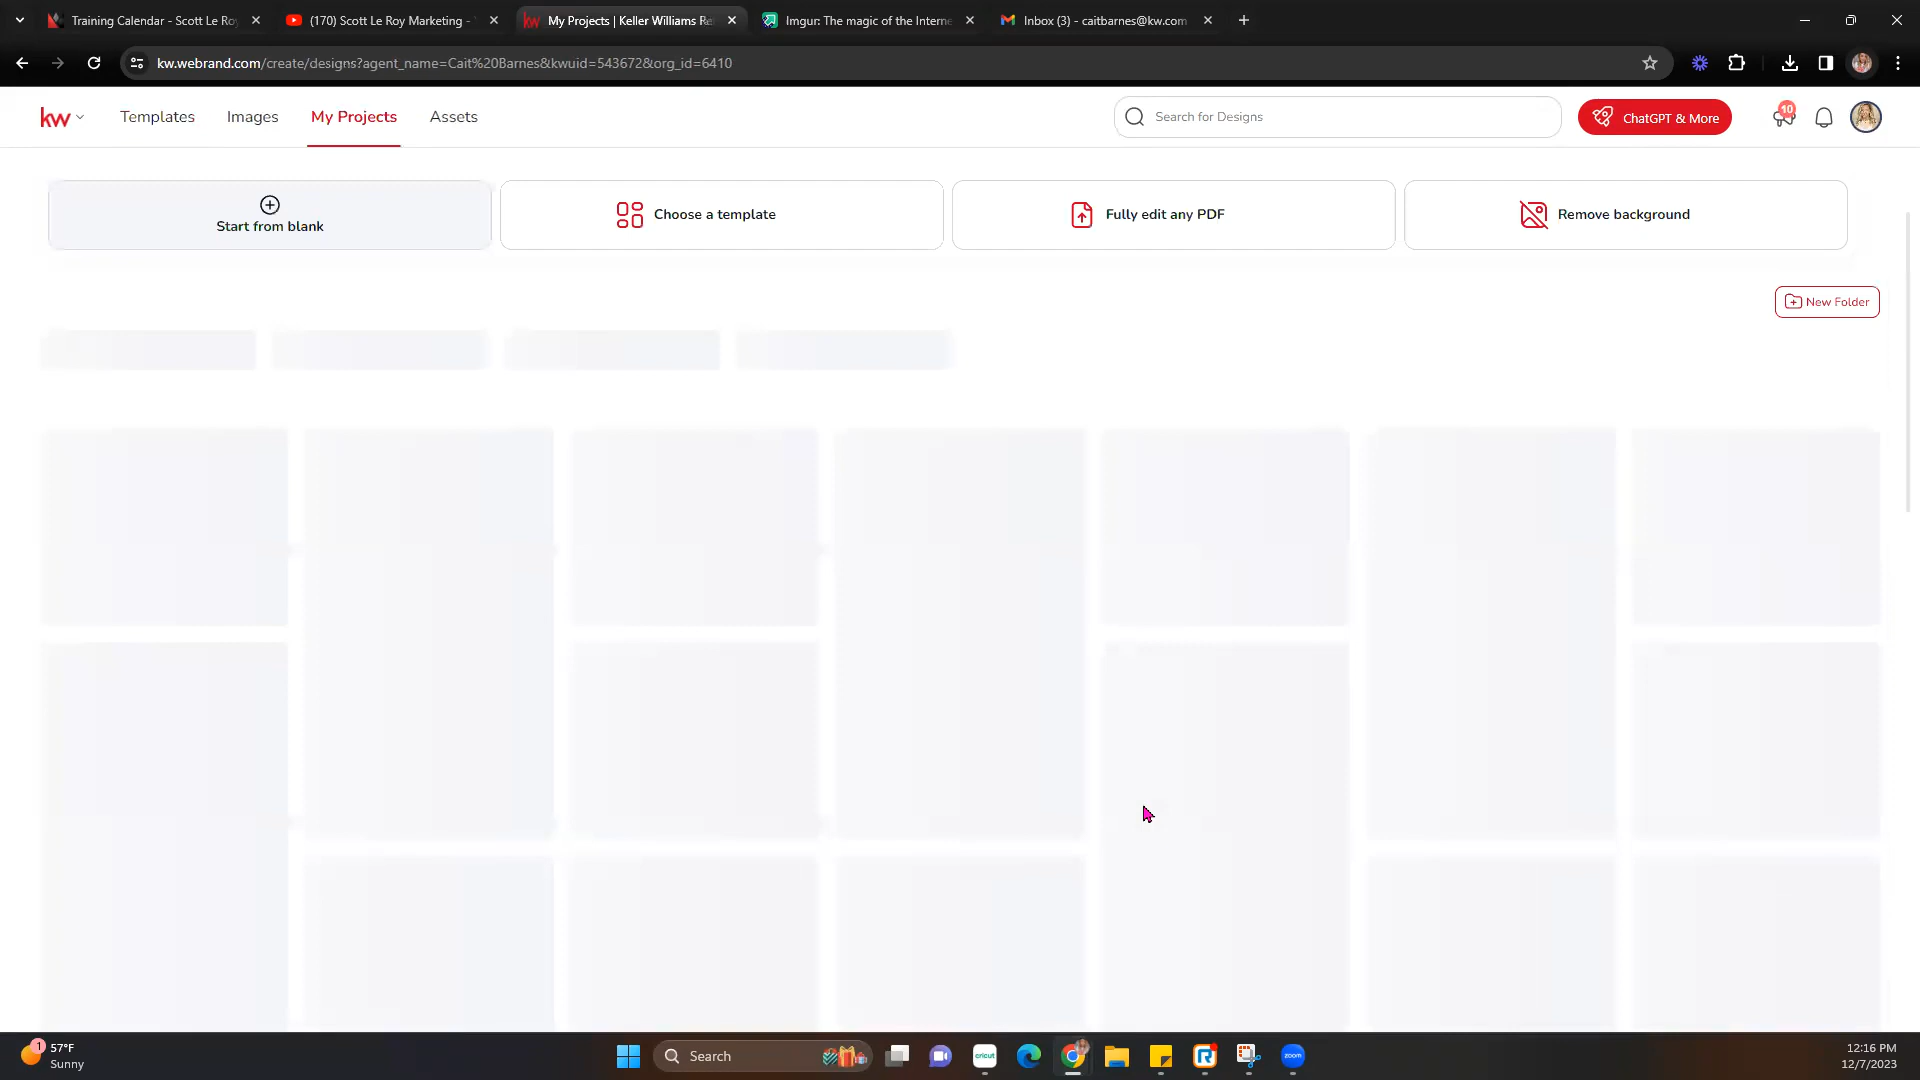 Training Calendar - Scott Le Roy
(170) Scott Le Roy Marketing -
My Projects | Keller Williams Re
Imgur: The magic of the Interne
Inbox (3) - caitbarnes@kw.com
kw.webrand.com/create/designs?agent_name=Cait%20Barnes&kwuid=543672&org_id=6410
kw
Templates
Images
My Projects
Assets
Search for Designs
ChatGPT & More
10
Start from blank
Choose a template
Fully edit any PDF
Remove background
New Folder
1
57°F
Sunny
Search
cricut
zoom
12:16 PM
12/7/2023